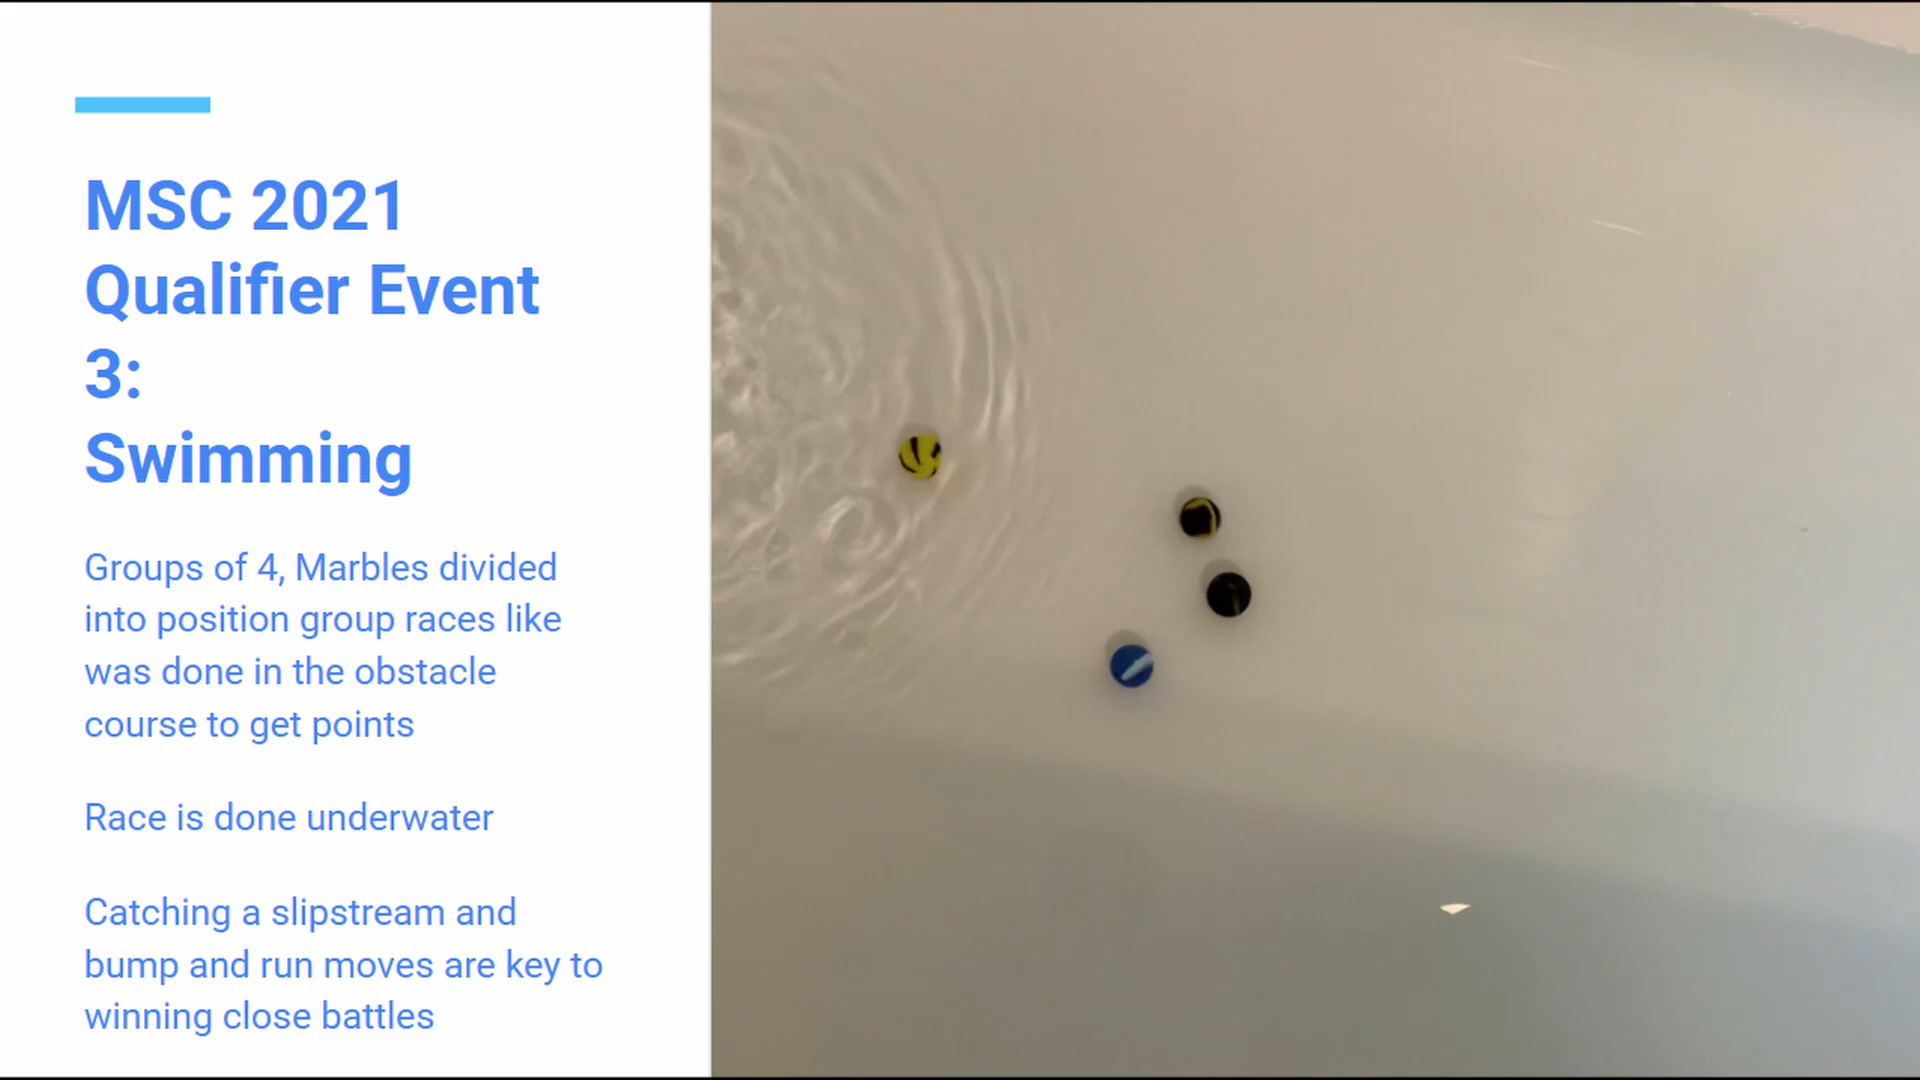 MSC 2021
Qualifier Event
3:
Swimming
Groups of 4, Marbles divided
into position group races like
was done in the obstacle
course to get points
Race is done underwater
Catching a slipstream and
bump and run moves are key to
winning close battles